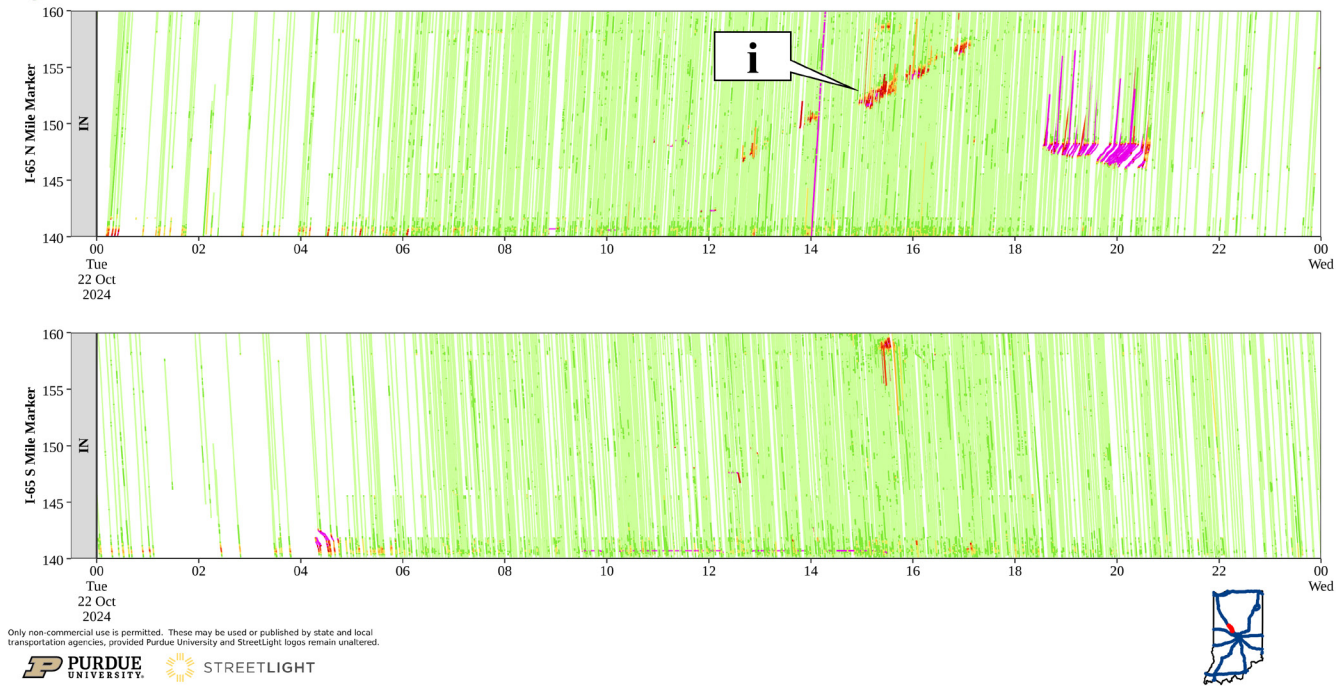 160
155
150
145
140
I-65 N Mile Marker
IN
i
00
02
04
06
08
10
12
14
16
18
20
22
00
Tue
22 Oct
2024
Wed
160
155
150
145
140
I-65 S Mile Marker
IN
00
02
04
06
08
10
12
14
16
18
20
22
00
Tue
22 Oct
2024
Wed
Only non-commercial use is permitted.  These may be used or published by state and local
transportation agencies, provided Purdue University and StreetLight logos remain unaltered.
P PURDUE
UNIVERSITY®
STREETLIGHT